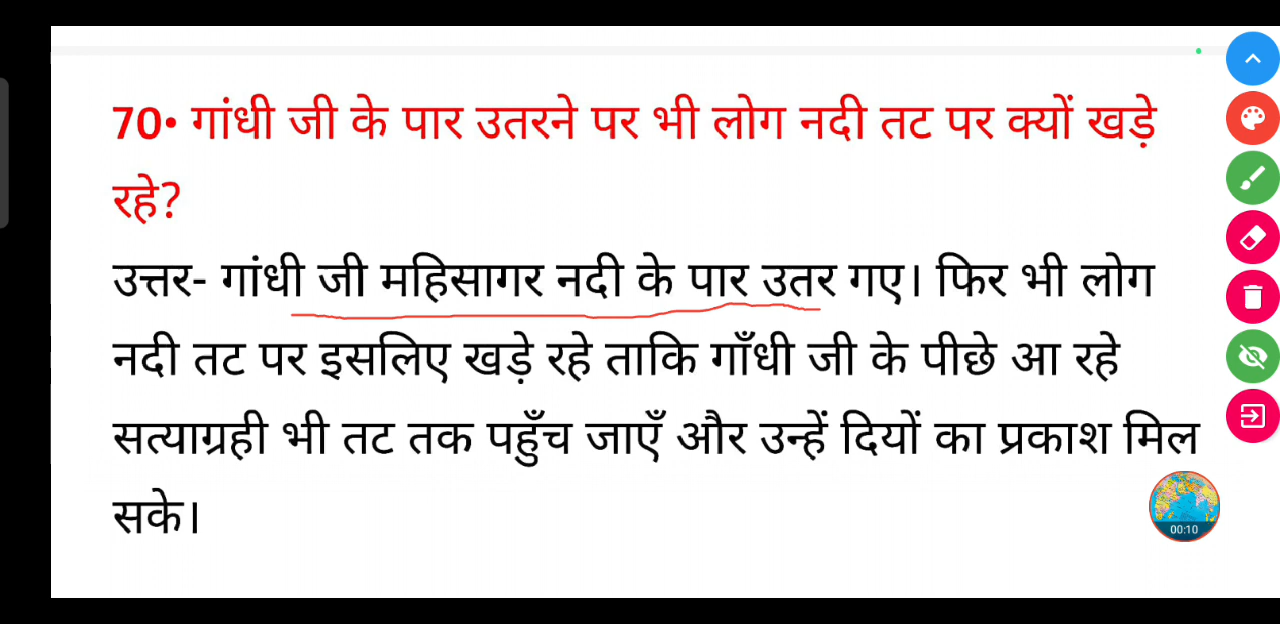 70• गांधी जी के पार उतरने पर भी लोग नदी तट पर क्यों खड़े
रहे?
उत्तर- गांधी जी महिसागर नदी के पार उतर गए। फिर भी लोग
नदी तट पर इसलिए खड़े रहे ताकि गाँधी जी के पीछे आ रहे
सत्याग्रही भी तट तक पहुँच जाएँ और उन्हें दियों का प्रकाश मिल
सके।
00:10